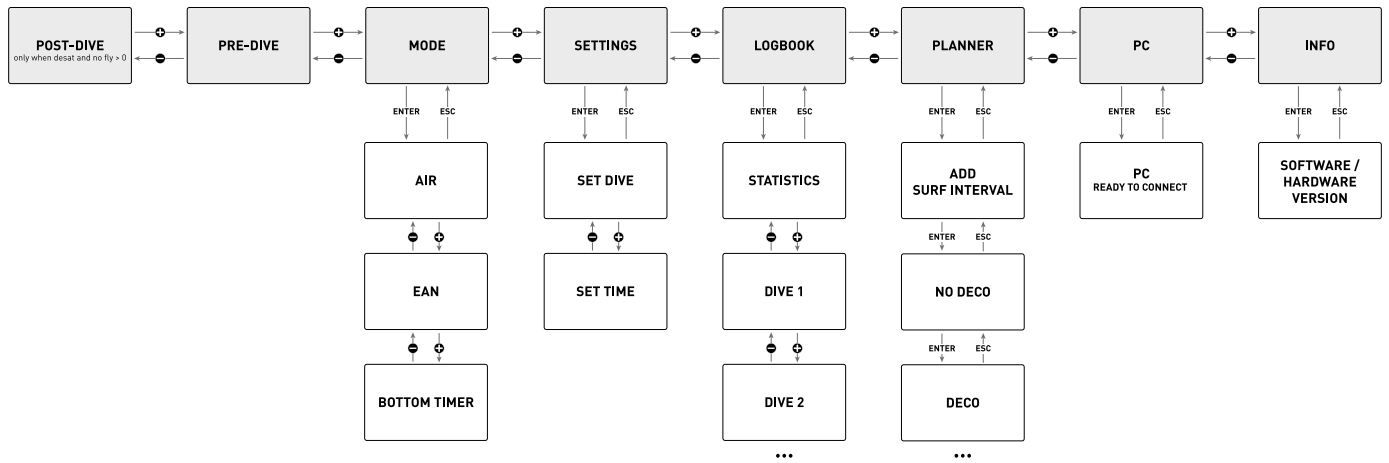 POST-DIVE
only when desat and no fly > 0
PRE-DIVE
MODE
SETTINGS
LOGBOOK
PLANNER
PC
INFO
ENTER ESC
ENTER ESC
ENTER ESC
ENTER ESC
ENTER ESC
ENTER ESC
AIR
SET DIVE
STATISTICS
ADD
SURF INTERVAL
PC
READY TO CONNECT
SOFTWARE /
HARDWARE
VERSION
ENTER ESC
EAN
SET TIME
DIVE 1
NO DECO
ENTER ESC
BOTTOM TIMER
DIVE 2
DECO
•••
•••